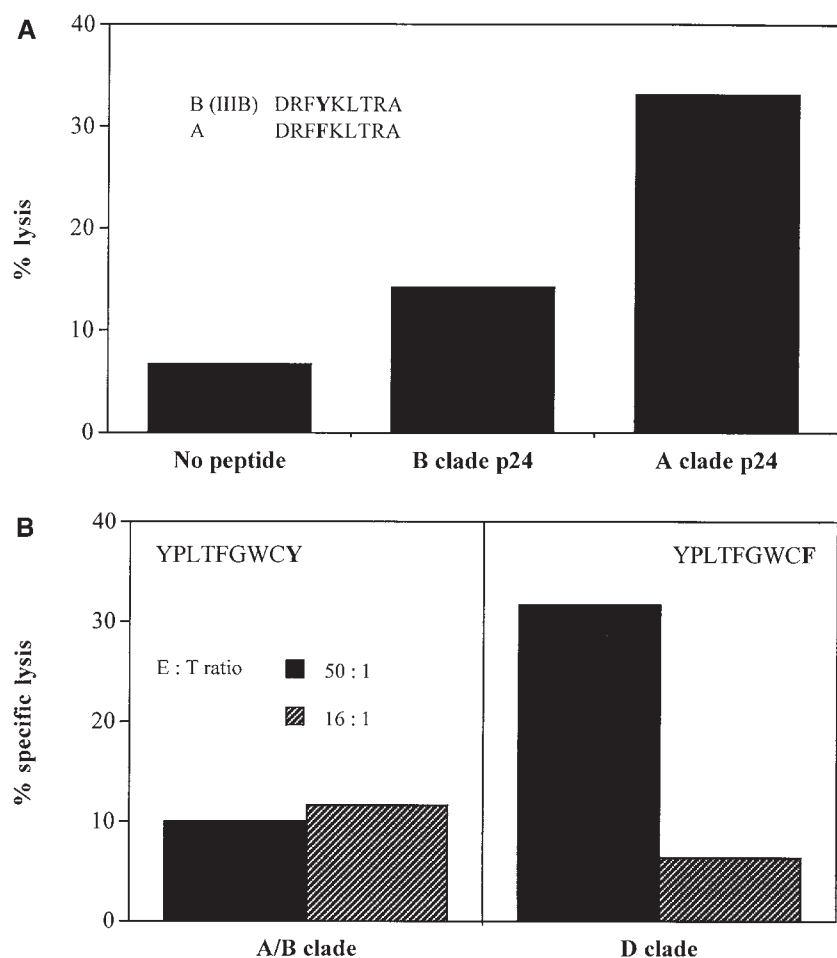 A
40
30
20
10
0
% lysis
B (IIIB) DRFYKLTRA
A DRFFKLTRA
No peptide
B clade p24
A clade p24
B
40
30
20
10
0
% specific lysis
YPLTFGWCY
YPLTFGWCF
E : T ratio
50 : 1
16 : 1
A/B clade
D clade